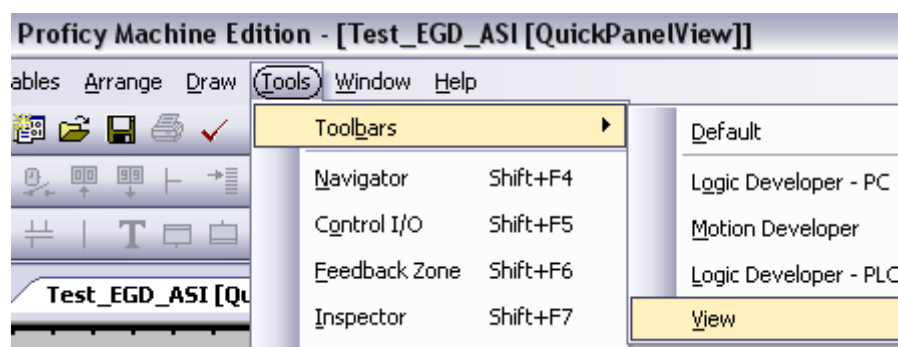 Proficy Machine Edition - [Test_EGD_ASI [QuickPanelView]]
ables Arrange Draw Tools Window Help
Toolbars
Navigator Shift+F4
Control I/O Shift+F5
Feedback Zone Shift+F6
Inspector Shift+F7
Default
Logic Developer - PC
Motion Developer
Logic Developer - PLC
View
T
Test_EGD_ASI [Qu